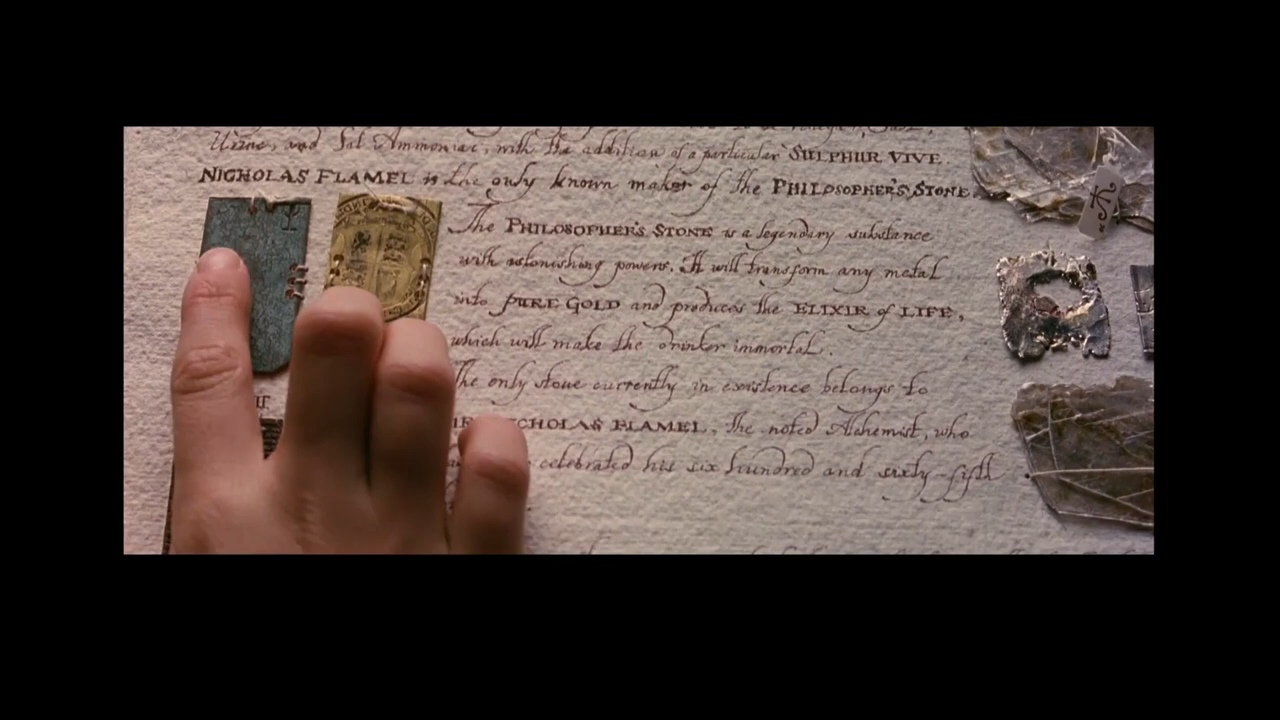 Urine, and Sal Ammoniac, with the addition of a particular SULPHUR VIVE.
NICHOLAS FLAMEL is the only known maker of the PHILOSOPHER'S STONE.
The PHILOSOPHER'S STONE is a legendary substance
with astonishing powers. It will transform any metal
into PURE GOLD and produces the ELIXIR of LIFE,
which will make the drinker immortal.
The only stone currently in existence belongs to
NICHOLAS FLAMEL, the noted Alchemist, who
celebrated his six hundred and sixty-fifth